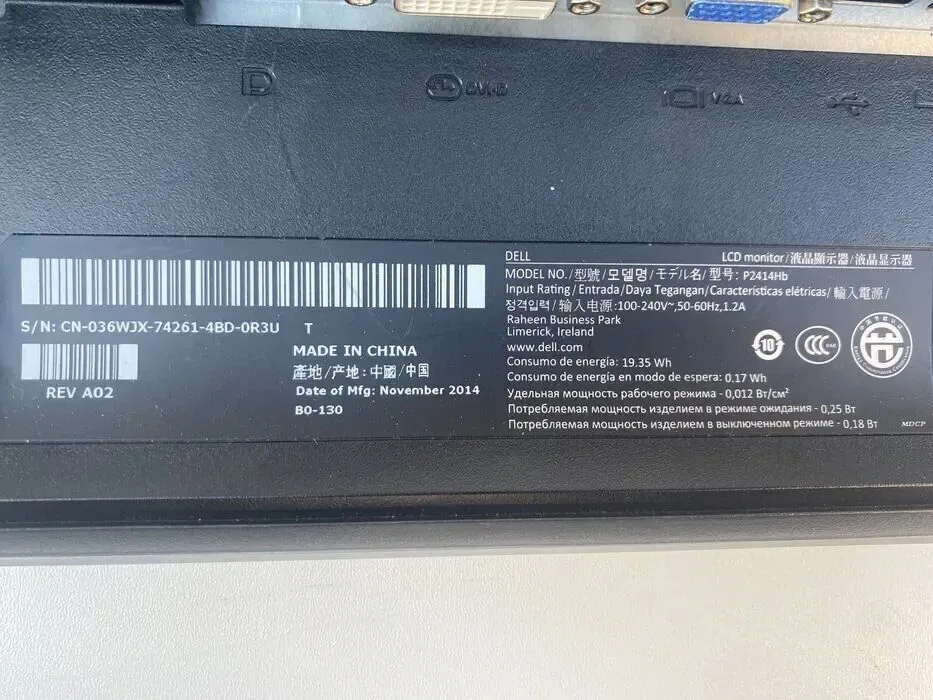 DVI-D
VGA
S/N: CN-036WJX-74261-4BD-0R3U T
REV A02
MADE IN CHINA
產地/产地:中國/中国
Date of Mfg: November 2014
B0-130
DELL
LCD monitor/液晶顯示器/液晶显示器
MODEL NO./型號/모델명/モデル名/型号: P2414Hb
Input Rating/Entrada/Daya Tegangan/Características elétricas/輸入電源/
정격입력/输入电源:100-240V~,50-60Hz,1.2A
Raheen Business Park
Limerick, Ireland
www.dell.com
Consumo de energía: 19.35 Wh
Consumo de energía en modo de espera: 0.17 Wh
Удельная мощность рабочего режима - 0,012 Вт/см²
Потребляемая мощность изделием в режиме ожидания - 0,25 Вт
Потребляемая мощность изделием в выключенном режиме - 0,18 Вт
10
CCC
S&E
MDCP